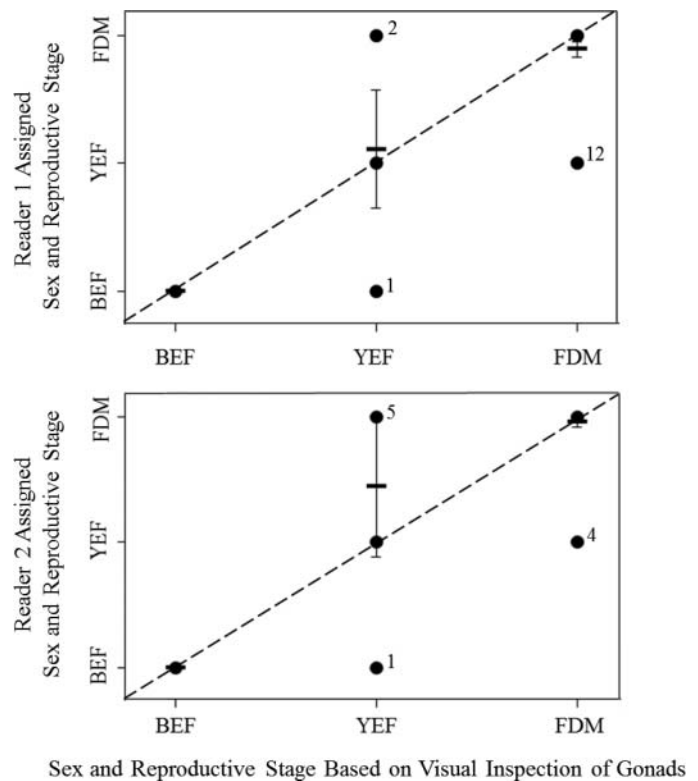 Reader 1 Assigned
Sex and Reproductive Stage
FDM
YEF
BEF
2
12
1
BEF YEF FDM
Reader 2 Assigned
Sex and Reproductive Stage
FDM
YEF
BEF
5
4
1
BEF YEF FDM
Sex and Reproductive Stage Based on Visual Inspection of Gonads